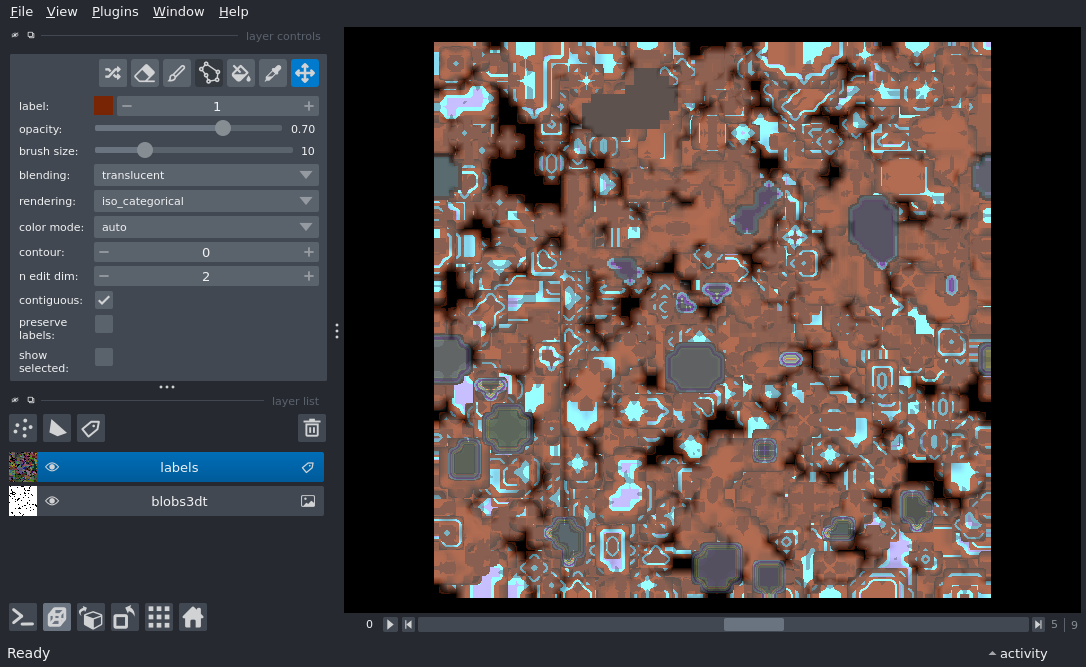 File View Plugins Window Help
layer controls
label: 1
opacity: 0.70
brush size: 10
blending: translucent
rendering: iso_categorical
color mode: auto
contour: 0
n edit dim: 2
contiguous:
preserve
labels:
show
selected:
layer list
labels
blobs3dt
0 5 | 9
Ready activity